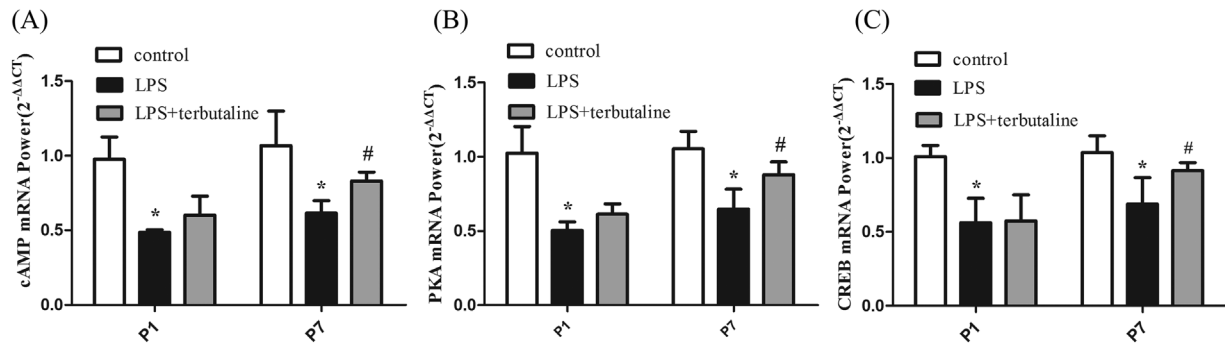 (A)
control
LPS
LPS+terbutaline
cAMP mRNA Power(2-ΔΔCT)
1.5
1.0
0.5
0.0
*
*
#
P1
P7
(B)
control
LPS
LPS+terbutaline
PKA mRNA Power(2-ΔΔCT)
1.5
1.0
0.5
0.0
*
*
#
P1
P7
(C)
control
LPS
LPS+terbutaline
CREB mRNA Power(2-ΔΔCT)
1.5
1.0
0.5
0.0
*
*
#
P1
P7